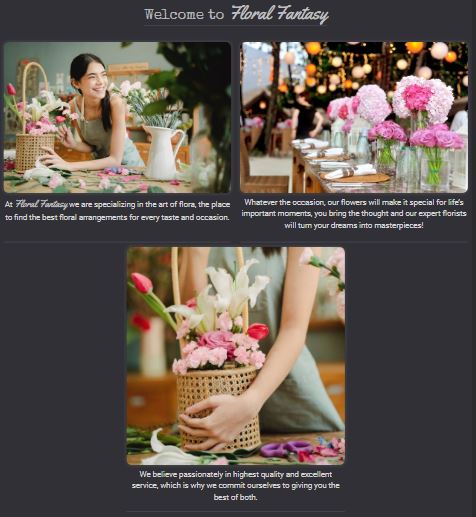 Welcome to Floral Fantasy
At Floral Fantasy we are specializing in the art of flora, the place
to find the best floral arrangements for every taste and occasion.
Whatever the occasion, our flowers will make it special for life's
important moments, you bring the thought and our expert florists
will turn your dreams into masterpieces!
We believe passionately in highest quality and excellent
service, which is why we commit ourselves to giving you the
best of both.